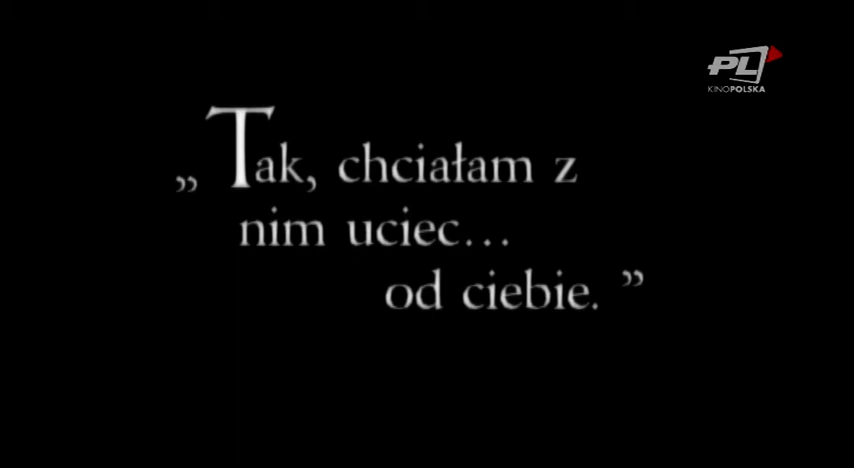 PL
KINOPOLSKA
„Tak, chciałam z
nim uciec...
od ciebie. ”